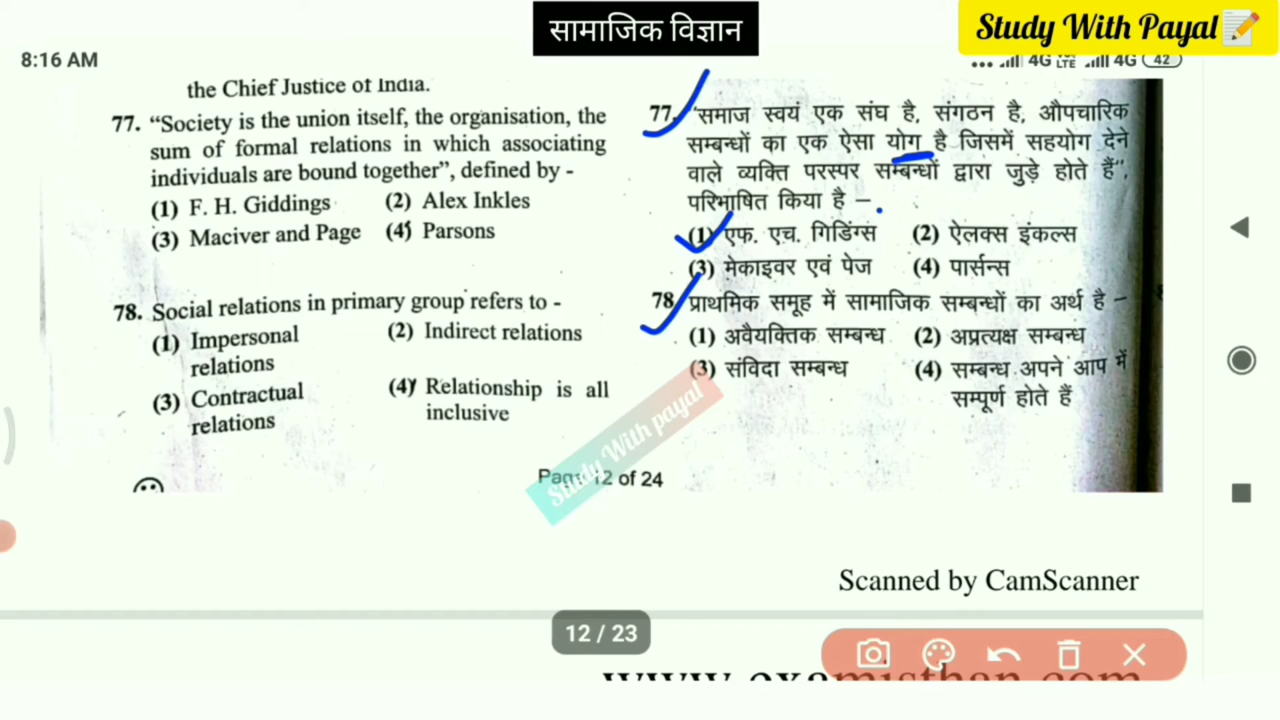 सामाजिक विज्ञान
Study With Payal
8:16 AM
4G VoLTE 4G 42
the Chief Justice of India.
77. “Society is the union itself, the organisation, the
sum of formal relations in which associating
individuals are bound together”, defined by -
(1) F. H. Giddings (2) Alex Inkles
(3) Maciver and Page (4) Parsons
78. Social relations in primary group refers to -
(1) Impersonal relations (2) Indirect relations
(3) Contractual relations (4) Relationship is all inclusive
77. “समाज स्वयं एक संघ है, संगठन है, औपचारिक
सम्बन्धों का एक ऐसा योग है जिसमें सहयोग देने
वाले व्यक्ति परस्पर सम्बन्धों द्वारा जुड़े होते हैं”,
परिभाषित किया है –
(1) एफ. एच. गिडिंग्स (2) ऐलक्स इंकल्स
(3) मेकाइवर एवं पेज (4) पार्सन्स
78. प्राथमिक समूह में सामाजिक सम्बन्धों का अर्थ है –
(1) अवैयक्तिक सम्बन्ध (2) अप्रत्यक्ष सम्बन्ध
(3) संविदा सम्बन्ध (4) सम्बन्ध अपने आप में
सम्पूर्ण होते हैं
Study With payal
Page 12 of 24
Scanned by CamScanner
12 / 23
www.examisthan.com